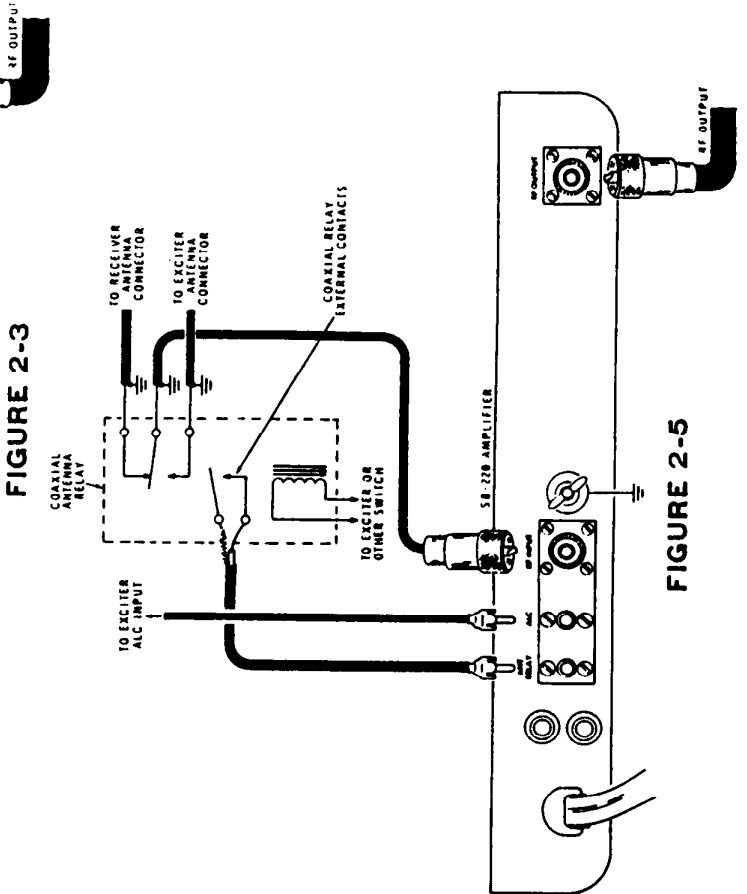 RF OUTPUT
FIGURE 2-3
COAXIAL
ANTENNA
RELAY
TO RECEIVER
ANTENNA
CONNECTOR
TO EXCITER
ANTENNA
CONNECTOR
COAXIAL RELAY
EXTERNAL CONTACTS
TO EXCITER
ALC INPUT
TO EXCITER OR
OTHER SWITCH
SB-220 AMPLIFIER
ANT
RELAY
ALC
RF INPUT
RF OUTPUT
RF OUTPUT
FIGURE 2-5